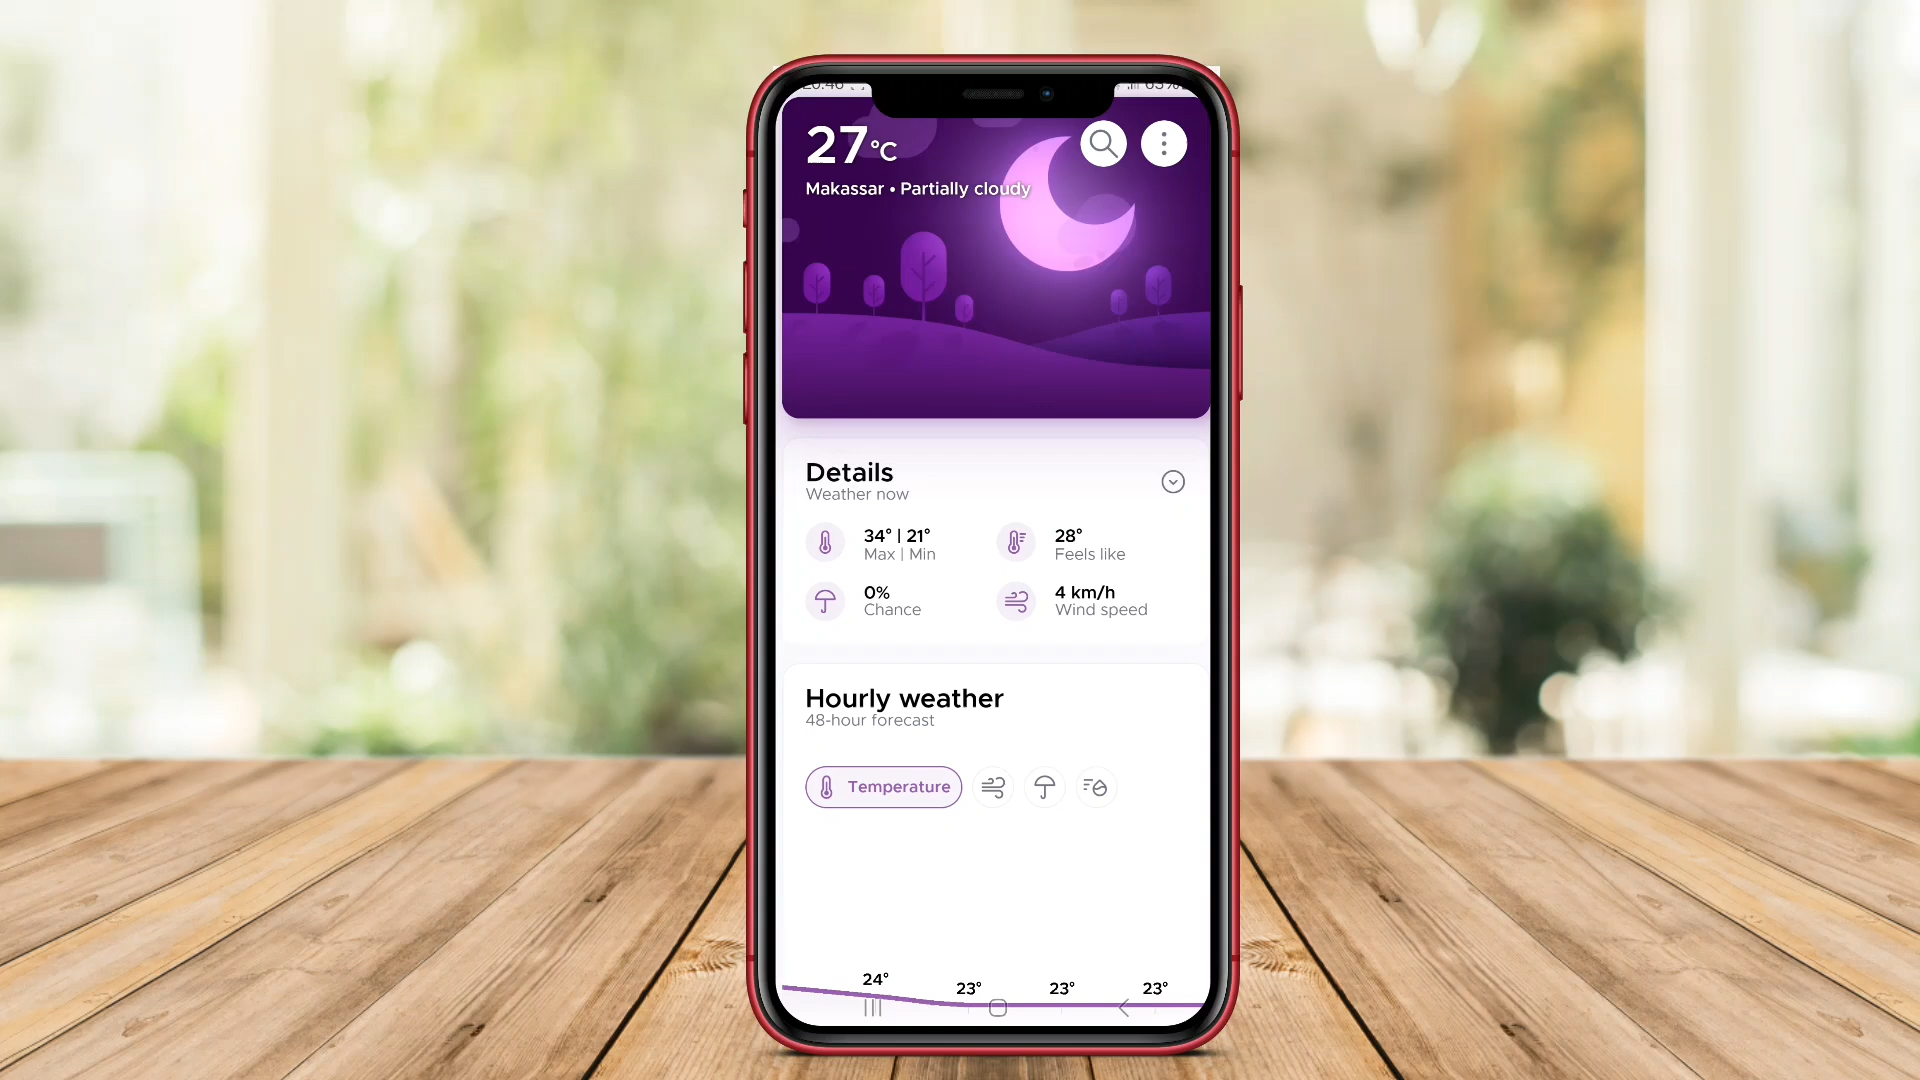 27°C
Makassar • Partially cloudy
Details
Weather now
34° | 21°
Max | Min
28°
Feels like
0%
Chance
4 km/h
Wind speed
Hourly weather
48-hour forecast
Temperature
24° 23° 23° 23°